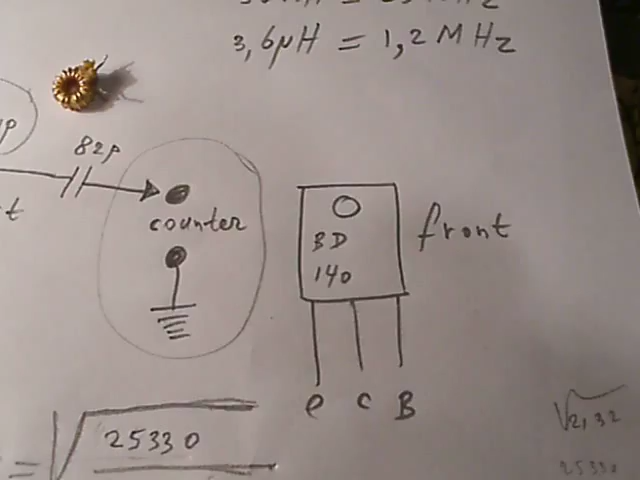 3,6µH = 1,2 MHz
82p
counter
BD
140
front
e C B
= √25330
√2,32
25330